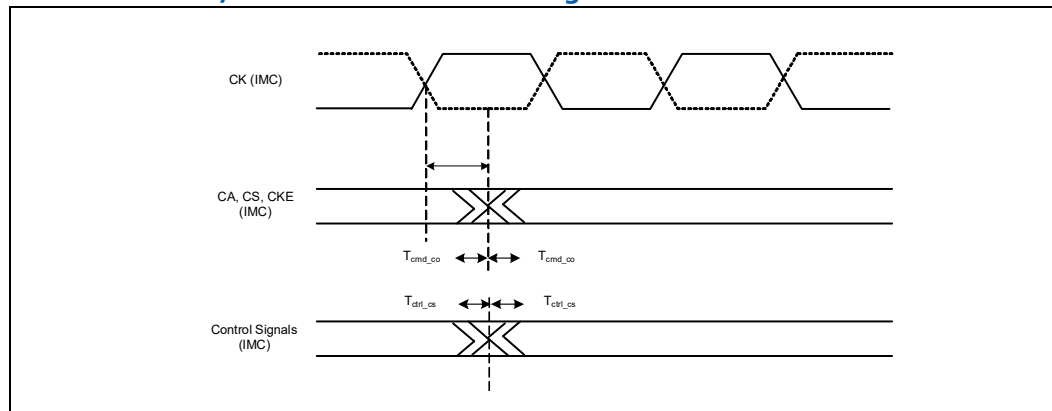 CK (IMC)
CA, CS, CKE
(IMC)
Tcmd_co Tcmd_co
Tctrl_cs Tctrl_cs
Control Signals
(IMC)